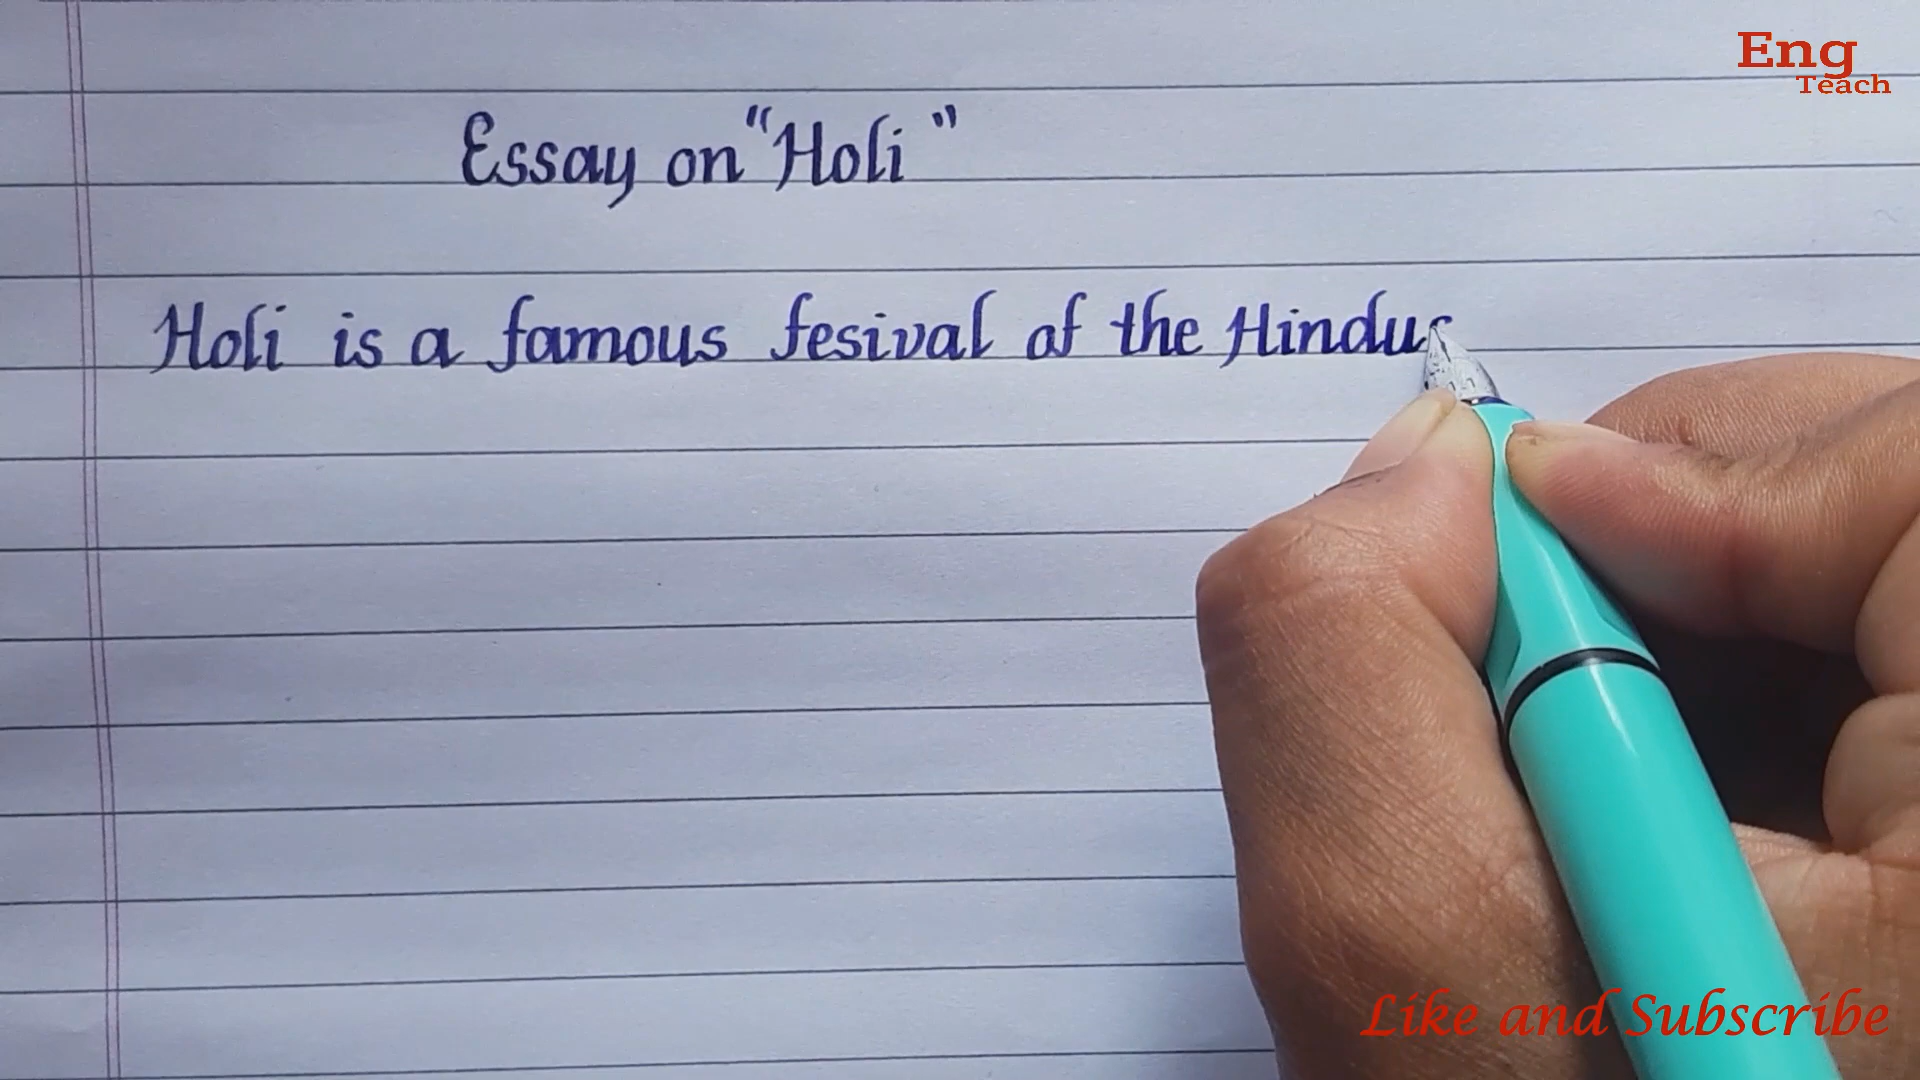 Eng
Teach
Essay on "Holi"
Holi is a famous fesival of the Hindus
Like and Subscribe